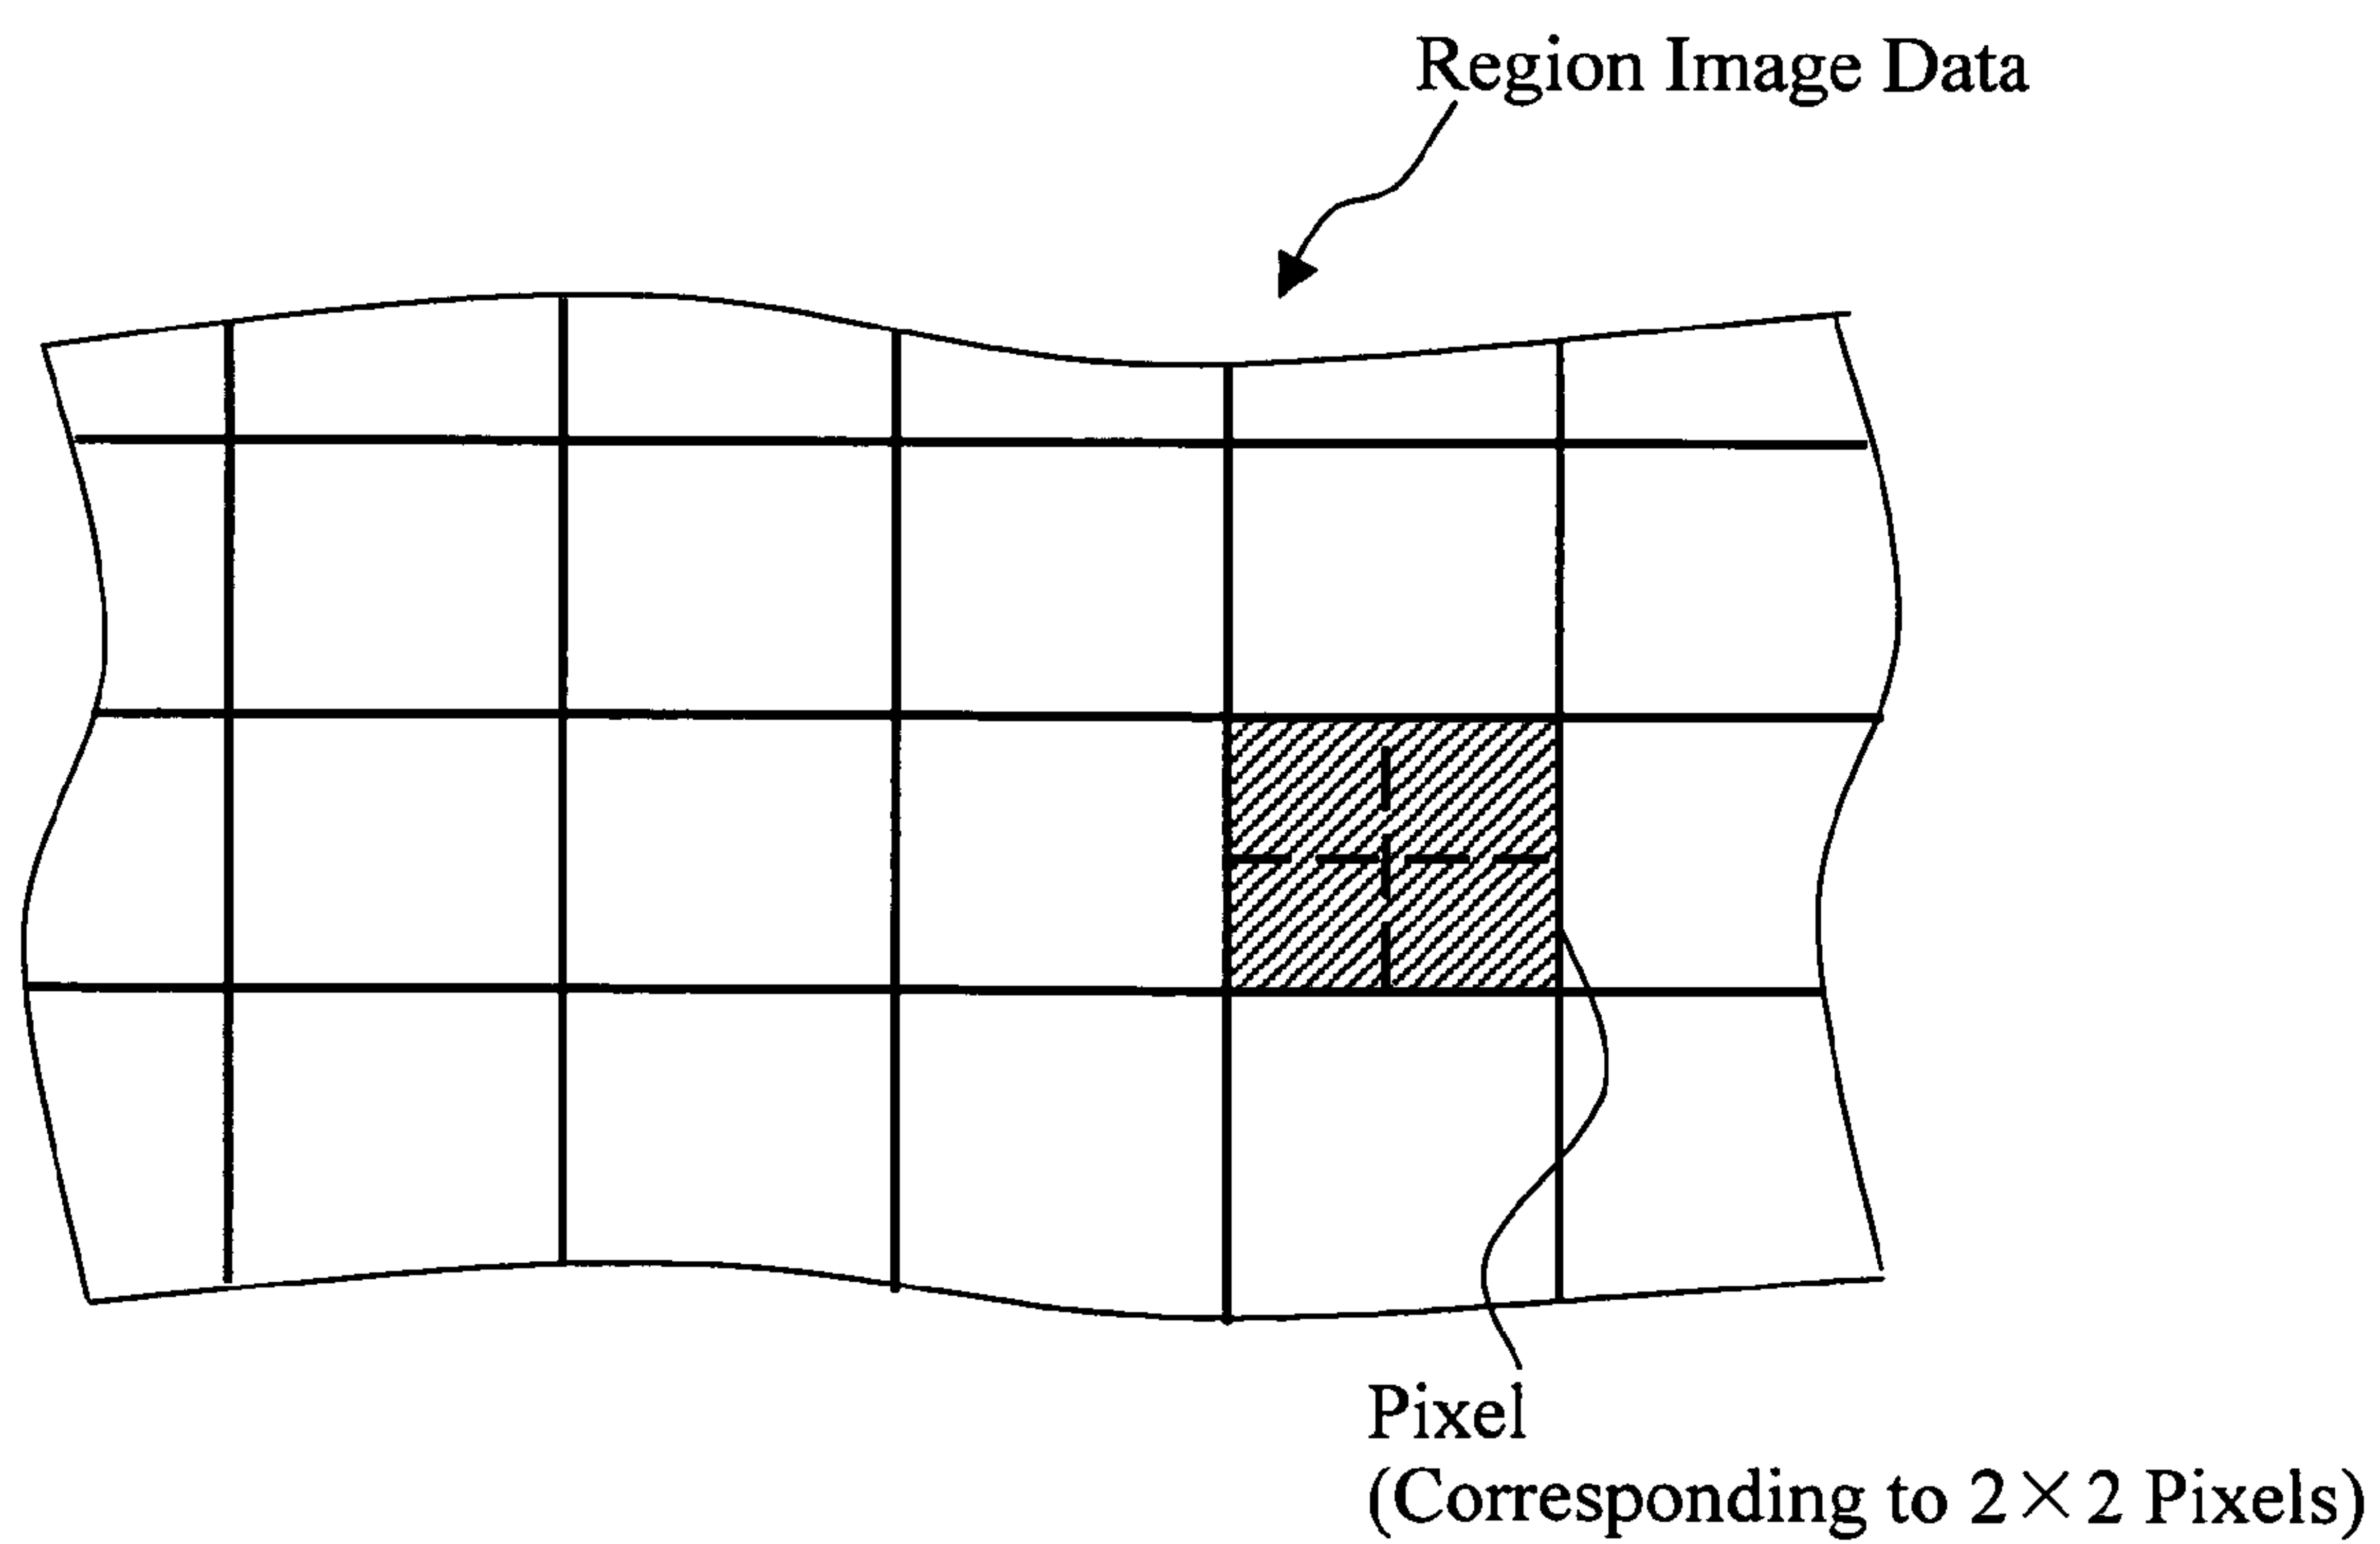 Region Image Data
Pixel
(Corresponding to 2×2 Pixels)